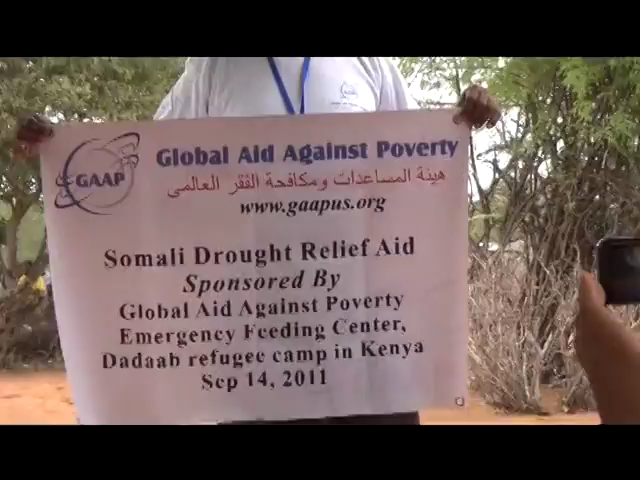 GAAP
Global Aid Against Poverty
هيئة المساعدات ومكافحة الفقر العالمي
www.gaapus.org
Somali Drought Relief Aid
Sponsored By
Global Aid Against Poverty
Emergency Feeding Center,
Dadaab refugee camp in Kenya
Sep 14, 2011